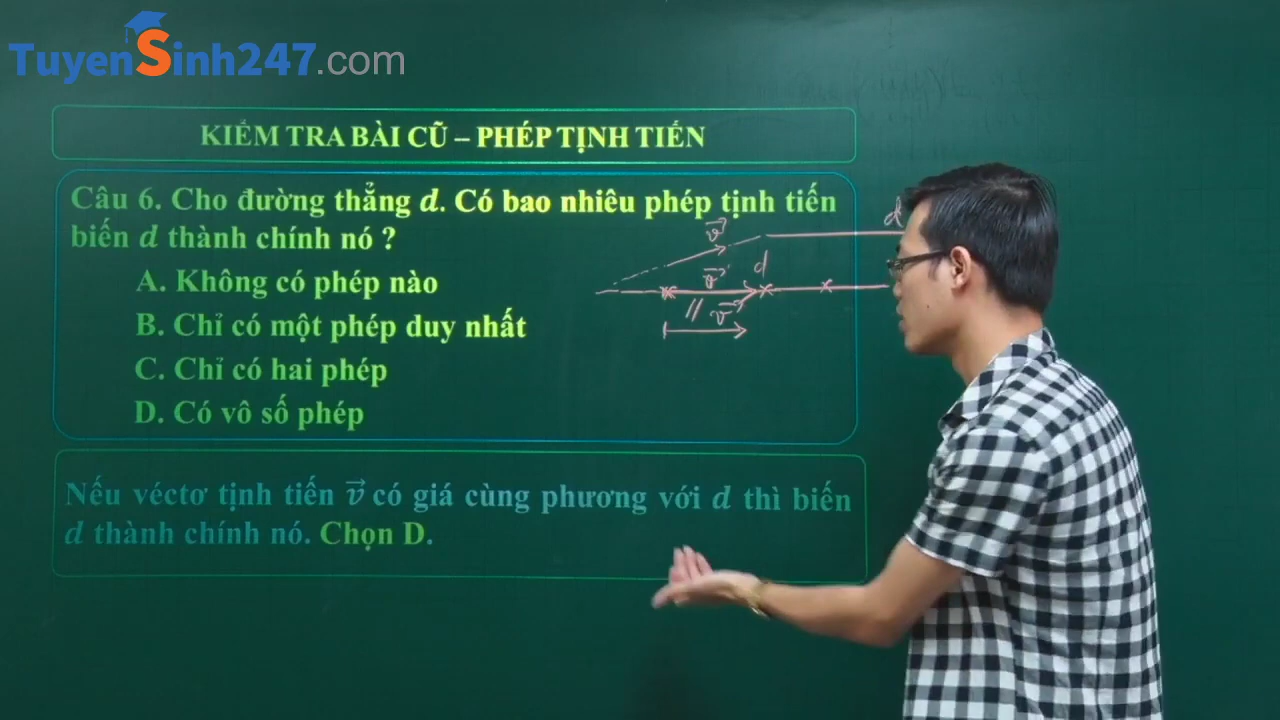 TuyenSinh247.com
KIỂM TRA BÀI CŨ – PHÉP TỊNH TIẾN
Câu 6. Cho đường thẳng d. Có bao nhiêu phép tịnh tiến
biến d thành chính nó ?
A. Không có phép nào
B. Chỉ có một phép duy nhất
C. Chỉ có hai phép
D. Có vô số phép
v⃗
d
d
v⃗
// v⃗
Nếu véctơ tịnh tiến v⃗ có giá cùng phương với d thì biến
d thành chính nó. Chọn D.